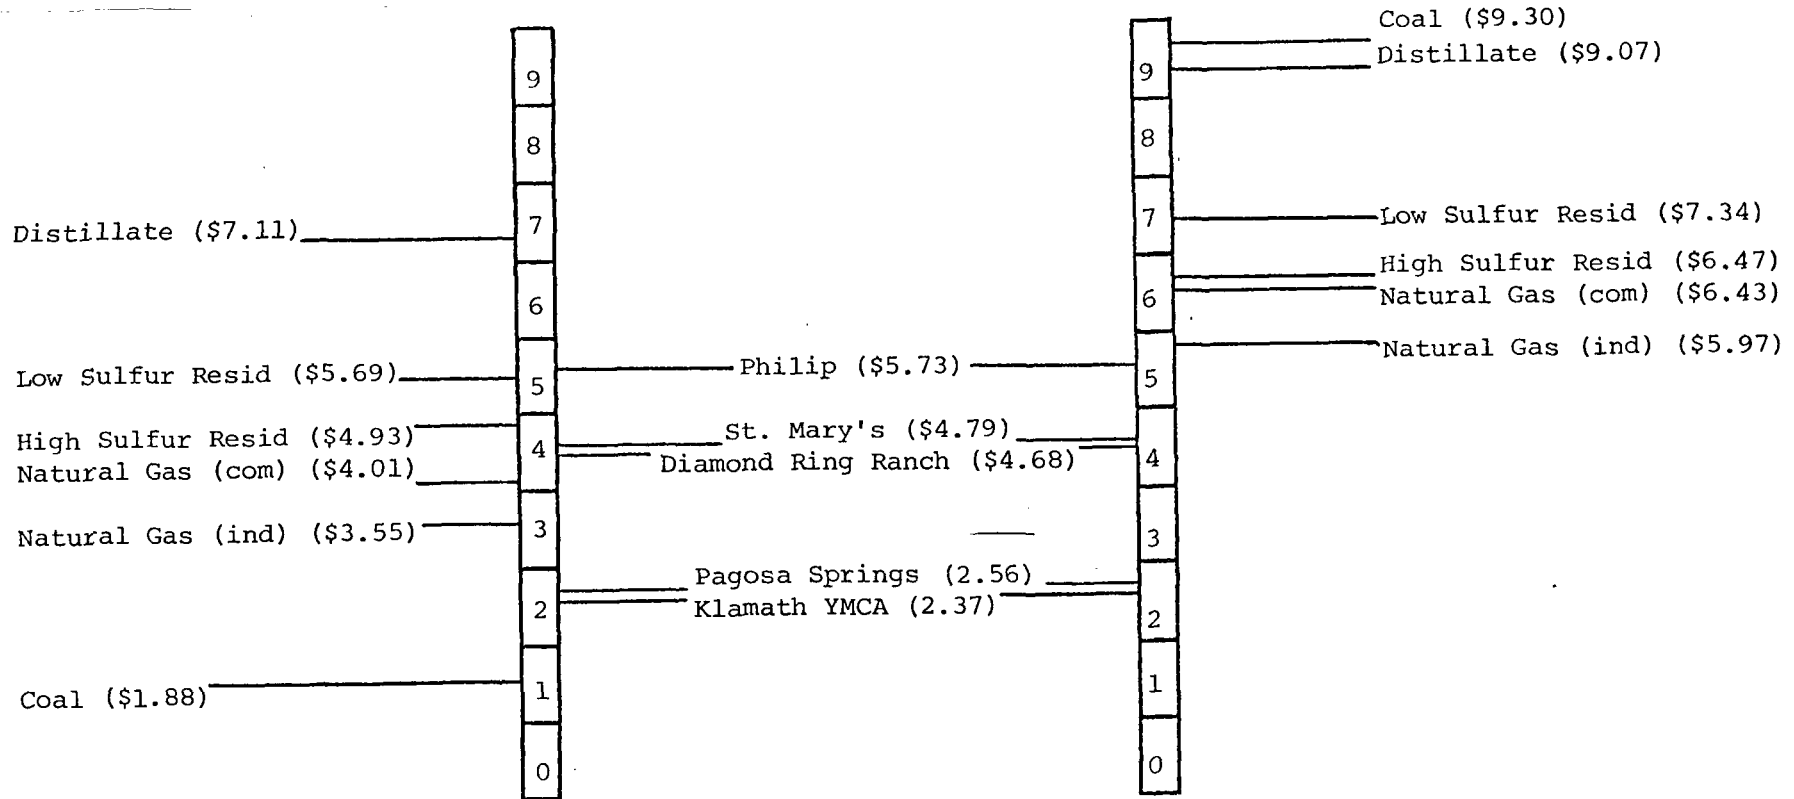 Coal ($9.30)
9
9
Distillate ($9.07)
8
8
Distillate ($7.11)
7
7
Low Sulfur Resid ($7.34)
6
6
High Sulfur Resid ($6.47)
Natural Gas (com) ($6.43)
Natural Gas (ind) ($5.97)
Low Sulfur Resid ($5.69)
5
Philip ($5.73)
5
High Sulfur Resid ($4.93)
4
St. Mary's ($4.79)
4
Natural Gas (com) ($4.01)
Diamond Ring Ranch ($4.68)
Natural Gas (ind) ($3.55)
3
3
Pagosa Springs (2.56)
2
Klamath YMCA (2.37)
2
Coal ($1.88)
1
1
0
0